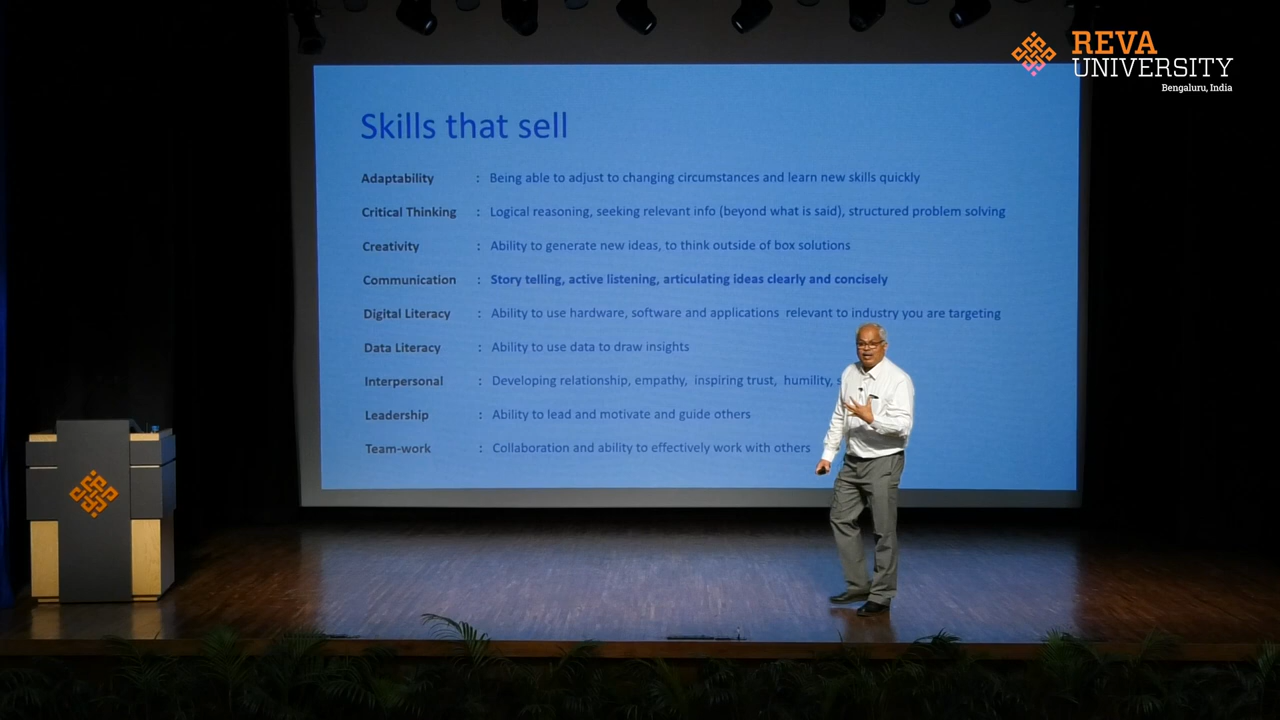 REVA
UNIVERSITY
Bengaluru, India
Skills that sell
Adaptability : Being able to adjust to changing circumstances and learn new skills quickly
Critical Thinking : Logical reasoning, seeking relevant info (beyond what is said), structured problem solving
Creativity : Ability to generate new ideas, to think outside of box solutions
Communication : Story telling, active listening, articulating ideas clearly and concisely
Digital Literacy : Ability to use hardware, software and applications relevant to industry you are targeting
Data Literacy : Ability to use data to draw insights
Interpersonal : Developing relationship, empathy, inspiring trust, humility,
Leadership : Ability to lead and motivate and guide others
Team-work : Collaboration and ability to effectively work with others